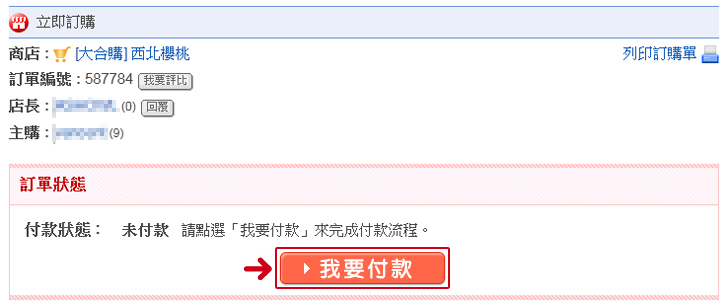 立即訂購
商店： [大合購] 西北櫻桃 列印訂購單
訂單編號：587784 我要評比
店長： (0) 回覆
主購： (9)
訂單狀態
付款狀態： 未付款 請點選「我要付款」來完成付款流程。
我要付款